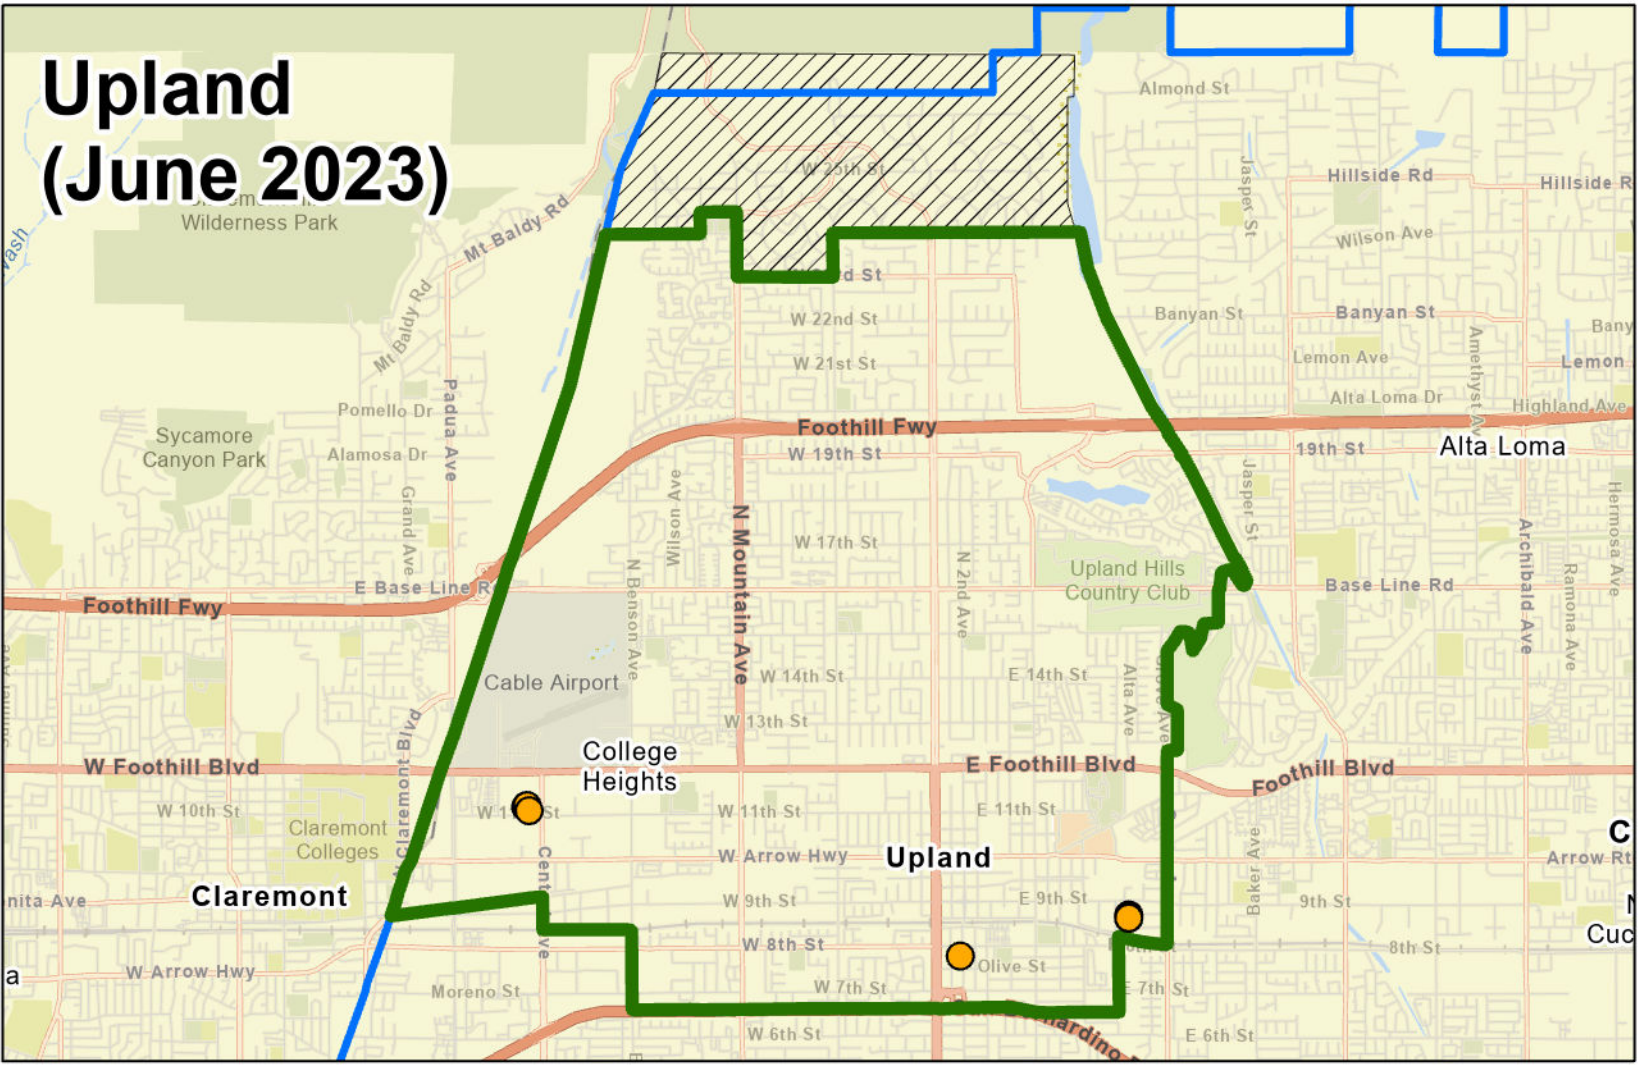 Upland
(June 2023)
Almond St
W 25th St
Hillside Rd
Hillside R
Jasper St
Wilderness Park
Mt Baldy Rd
Wilson Ave
Wash
rd St
W 22nd St
Banyan St
Banyan St
Bany
Mt Baldy Rd
W 21st St
Lemon Ave
Amethyst Av
Lemon
Padua Ave
Pomello Dr
Alta Loma Dr
Highland Ave
Foothill Fwy
Sycamore
Canyon Park
Alamosa Dr
W 19th St
19th St
Alta Loma
Grand Ave
Wilson Ave
N Mountain Ave
Jasper St
Hermosa Ave
Archibald Ave
W 17th St
N 2nd Ave
Upland Hills
Country Club
E Base Line R
N Benson Ave
Base Line Rd
Ramona Ave
Foothill Fwy
Cable Airport
W 14th St
E 14th St
Alta Ave
W 13th St
N Claremont Blvd
College
Heights
W Foothill Blvd
E Foothill Blvd
Foothill Blvd
W 10th St
W 11th St
E 11th St
Claremont
Colleges
W Arrow Hwy
Upland
Baker Ave
C
Arrow Rt
Claremont
nita Ave
W 9th St
E 9th St
9th St
N
Cuc
W 8th St
8th St
a
W Arrow Hwy
Olive St
Moreno St
W 7th St
E 7th St
W 6th St
E 6th St